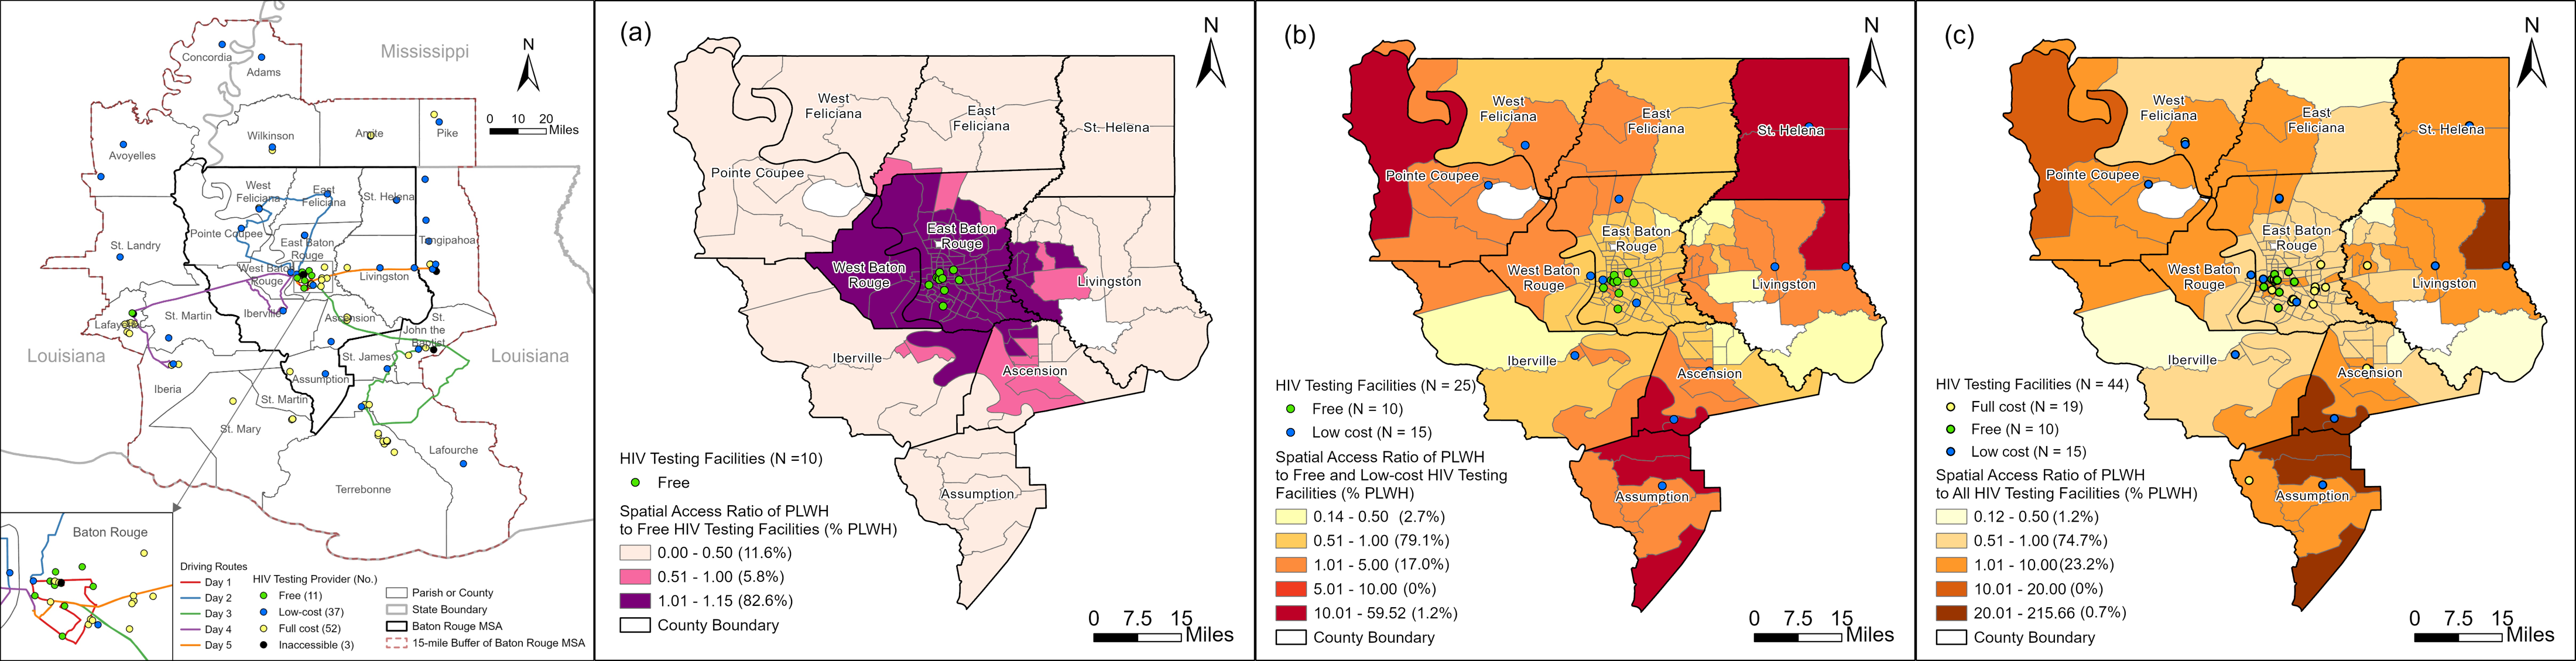 Mississippi
N
0 10 20
Miles
Concordia
Adams
Wilkinson
Amite
Pike
Avoyelles
West
Feliciana
East
Feliciana
St. Helena
Pointe Coupee
St. Landry
East Baton
Rouge
Tangipahoa
West Baton
Rouge
Livingston
Iberville
Ascension
St.
John the
Baptist
Lafayette
St. Martin
Louisiana
Louisiana
St. James
Iberia
Assumption
St. Martin
St. Mary
Lafourche
Terrebonne
Baton Rouge
Driving Routes
Day 1
Day 2
Day 3
Day 4
Day 5
HIV Testing Provider (No.)
Free (11)
Low-cost (37)
Full cost (52)
Inaccessible (3)
Parish or County
State Boundary
Baton Rouge MSA
15-mile Buffer of Baton Rouge MSA
(a)
N
West
Feliciana
East
Feliciana
St. Helena
Pointe Coupee
East Baton
Rouge
West Baton
Rouge
Livingston
Iberville
Ascension
Assumption
HIV Testing Facilities (N =10)
Free
Spatial Access Ratio of PLWH
to Free HIV Testing Facilities (% PLWH)
0.00 - 0.50 (11.6%)
0.51 - 1.00 (5.8%)
1.01 - 1.15 (82.6%)
County Boundary
0 7.5 15
Miles
(b)
N
West
Feliciana
East
Feliciana
St. Helena
Pointe Coupee
East Baton
Rouge
West Baton
Rouge
Livingston
Iberville
Ascension
Assumption
HIV Testing Facilities (N = 25)
Free (N = 10)
Low cost (N = 15)
Spatial Access Ratio of PLWH
to Free and Low-cost HIV Testing
Facilities (% PLWH)
0.14 - 0.50 (2.7%)
0.51 - 1.00 (79.1%)
1.01 - 5.00 (17.0%)
5.01 - 10.00 (0%)
10.01 - 59.52 (1.2%)
County Boundary
0 7.5 15
Miles
(c)
N
West
Feliciana
East
Feliciana
St. Helena
Pointe Coupee
East Baton
Rouge
West Baton
Rouge
Livingston
Iberville
Ascension
Assumption
HIV Testing Facilities (N = 44)
Full cost (N = 19)
Free (N = 10)
Low cost (N = 15)
Spatial Access Ratio of PLWH
to All HIV Testing Facilities (% PLWH)
0.12 - 0.50 (1.2%)
0.51 - 1.00 (74.7%)
1.01 - 10.00 (23.2%)
10.01 - 20.00 (0%)
20.01 - 215.66 (0.7%)
County Boundary
0 7.5 15
Miles